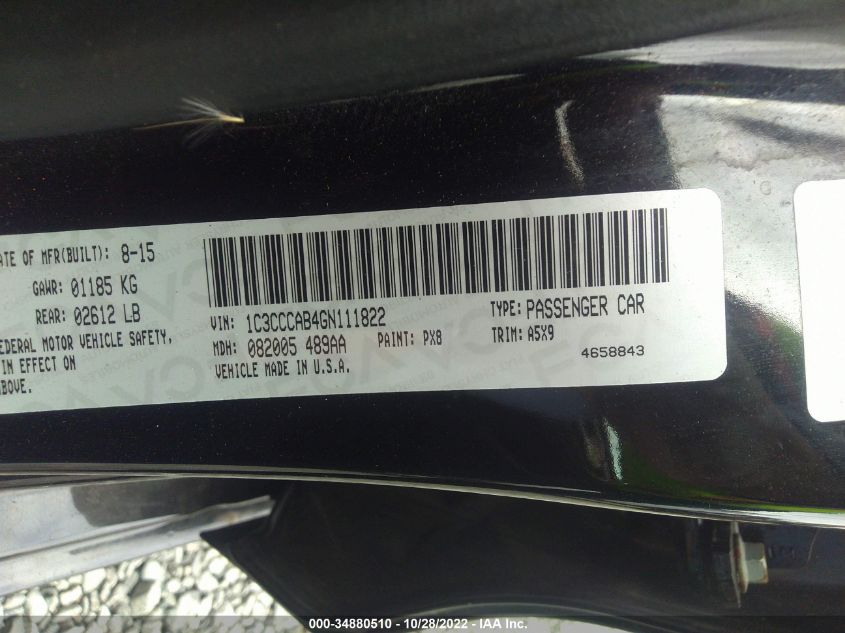 ATE OF MFR(BUILT): 8-15
GAWR: 01185 KG
REAR: 02612 LB
EDERAL MOTOR VEHICLE SAFETY,
IN EFFECT ON
ABOVE.
VIN: 1C3CCCAB4GN111822
TYPE: PASSENGER CAR
MDH: 082005 489AA
PAINT: PX8
TRIM: A5X9
VEHICLE MADE IN U.S.A.
4658843
000-34880510 / 10/28/2022 - IAA Inc.